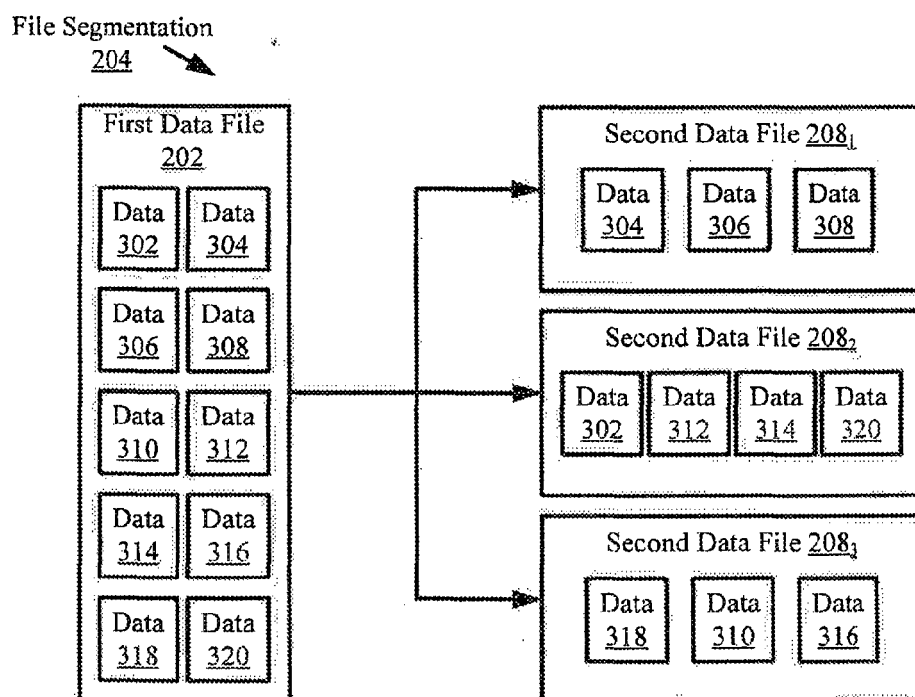 File Segmentation
204
First Data File
202
Data Data
302 304
Data Data
306 308
Data Data
310 312
Data Data
314 316
Data Data
318 320
Second Data File 208₁
Data Data Data
304 306 308
Second Data File 208₂
Data Data Data Data
302 312 314 320
Second Data File 208₃
Data Data Data
318 310 316